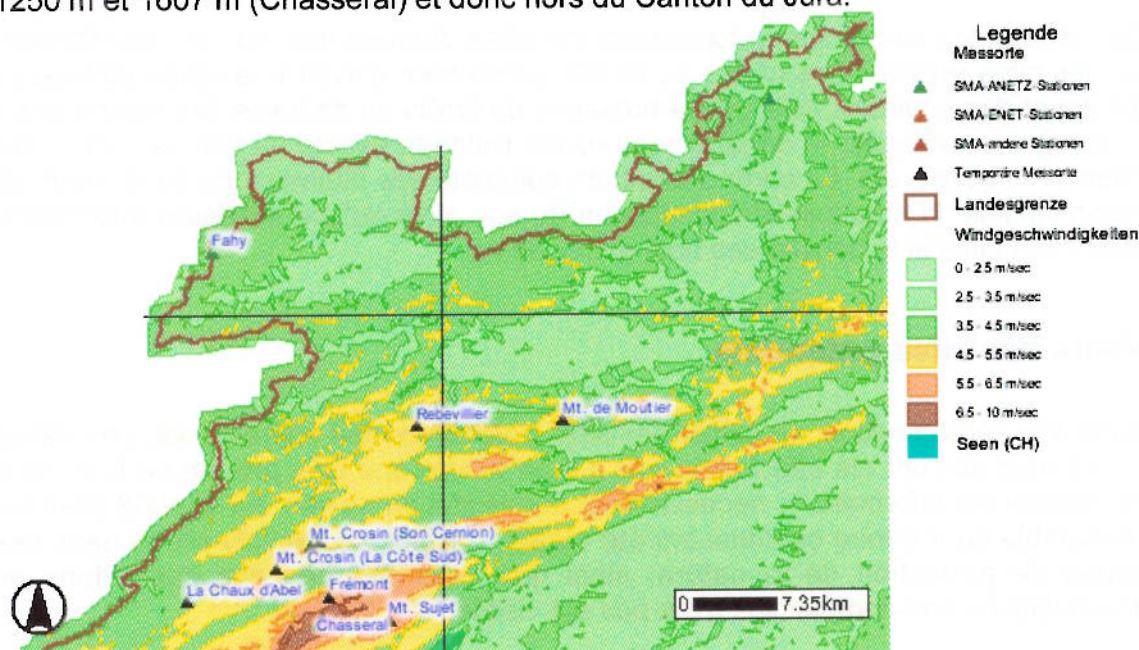 1250 m et 1607 m (Chasseral) et donc hors du Canton du Jura.
Legende
Messorte
SMA-ANETZ-Stationen
SMA-ENET-Stationen
SMA-andere Stationen
Temporäre Messorte
Landesgrenze
Windgeschwindigkeiten
0 - 2.5 m/sec
2.5 - 3.5 m/sec
3.5 - 4.5 m/sec
4.5 - 5.5 m/sec
5.5 - 6.5 m/sec
6.5 - 10 m/sec
Seen (CH)
Fahy
Rebevillier
Mt. de Moutier
Mt. Crosin (Son Cernion)
Mt. Crosin (La Côte Sud)
La Chaux d'Abel
Frémont
Mt. Sujet
Chasseral
0 7.35km